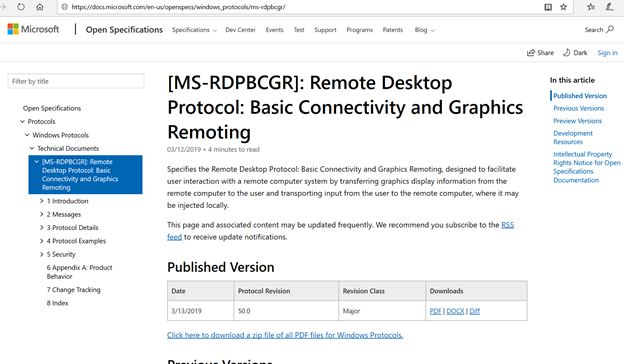 https://docs.microsoft.com/en-us/openspecs/windows_protocols/ms-rdpbcgr/
Microsoft | Open Specifications Specifications Dev Center Events Test Support Programs Patents Blog Search
Share Dark Sign in
Filter by title
Open Specifications
Protocols
Windows Protocols
Technical Documents
[MS-RDPBCGR]: Remote
Desktop Protocol: Basic
Connectivity and Graphics
Remoting
1 Introduction
2 Messages
3 Protocol Details
4 Protocol Examples
5 Security
6 Appendix A: Product
Behavior
7 Change Tracking
8 Index
[MS-RDPBCGR]: Remote Desktop
Protocol: Basic Connectivity and Graphics
Remoting
03/12/2019 • 4 minutes to read
Specifies the Remote Desktop Protocol: Basic Connectivity and Graphics Remoting, designed to facilitate
user interaction with a remote computer system by transferring graphics display information from the
remote computer to the user and transporting input from the user to the remote computer, where it may
be injected locally.
This page and associated content may be updated frequently. We recommend you subscribe to the RSS
feed to receive update notifications.
Published Version
Date Protocol Revision Revision Class Downloads
3/13/2019 50.0 Major PDF | DOCX | Diff
Click here to download a zip file of all PDF files for Windows Protocols.
Previous Versions
In this article
Published Version
Previous Versions
Preview Versions
Development
Resources
Intellectual Property
Rights Notice for Open
Specifications
Documentation